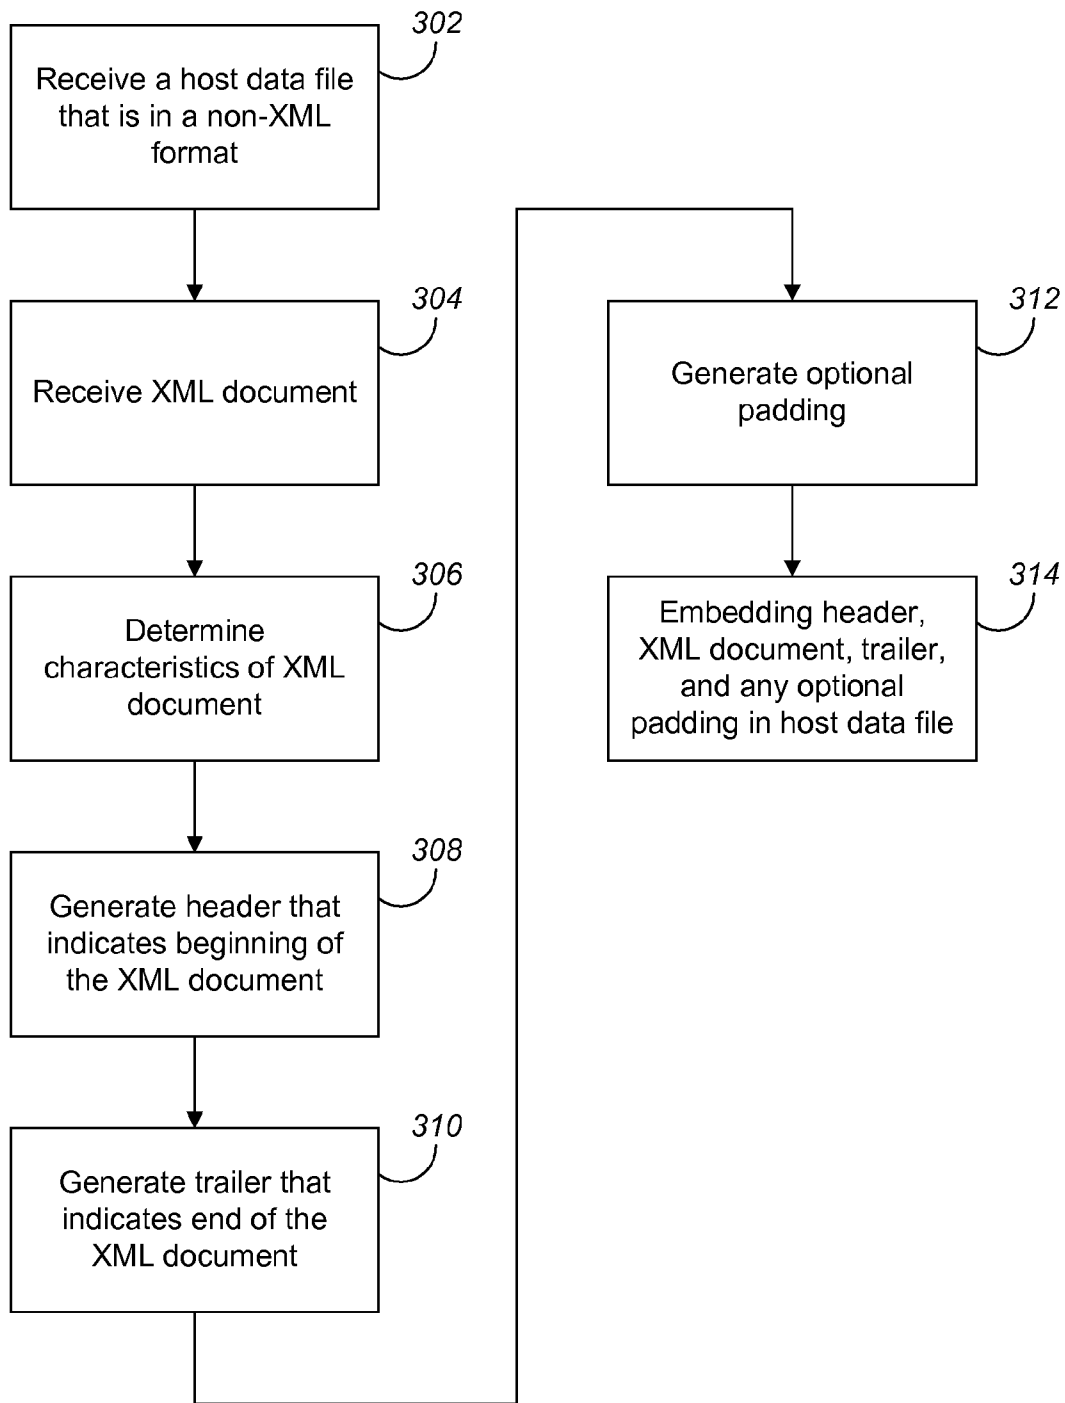 302
Receive a host data file
that is in a non-XML
format
304
Receive XML document
306
Determine
characteristics of XML
document
308
Generate header that
indicates beginning of
the XML document
310
Generate trailer that
indicates end of the
XML document
312
Generate optional
padding
314
Embedding header,
XML document, trailer,
and any optional
padding in host data file